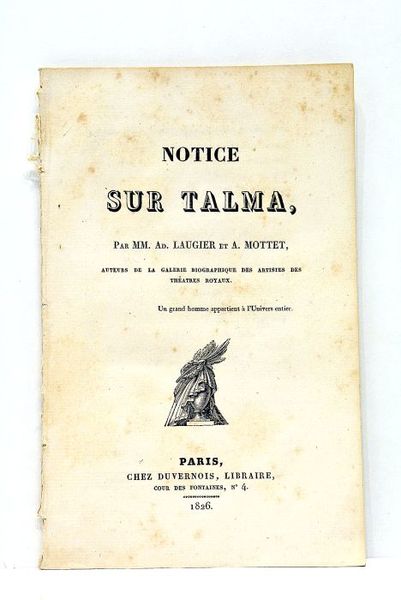 NOTICE
SUR TALMA,
PAR MM. AD. LAUGIER ET A. MOTTET,
AUTEURS DE LA GALERIE BIOGRAPHIQUE DES ARTISTES DES
THÉATRES ROYAUX.
Un grand homme appartient à l'Univers entier.
PARIS,
CHEZ DUVERNOIS, LIBRAIRE,
COUR DES FONTAINES, N° 4.
1826.